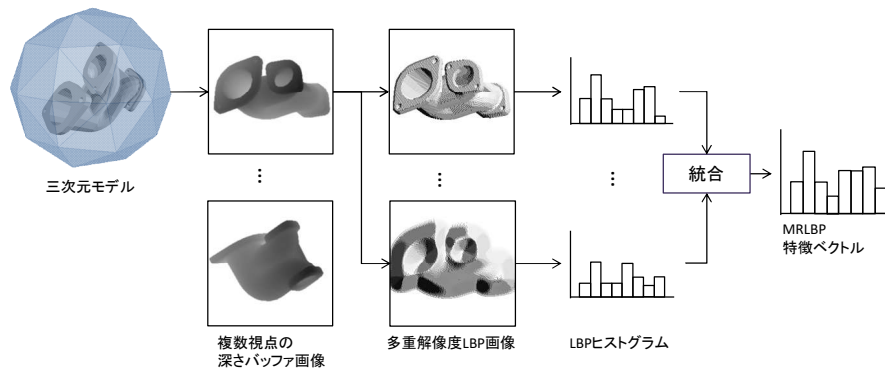 三次元モデル
複数視点の
深さバッファ画像
多重解像度LBP画像
LBPヒストグラム
統合
MRLBP
特徴ベクトル